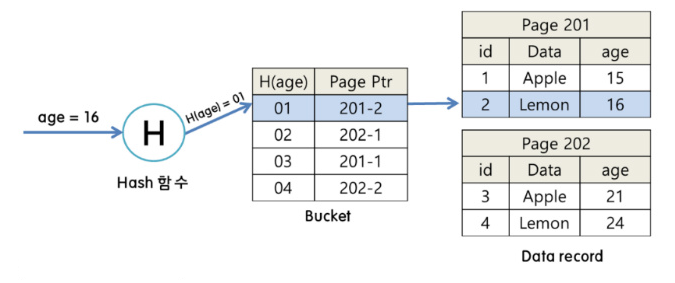 age = 16
H
Hash 함수
H(age) = 01
H(age) Page Ptr
01 201-2
02 202-1
03 201-1
04 202-2
Bucket
Page 201
id Data age
1 Apple 15
2 Lemon 16
Page 202
id Data age
3 Apple 21
4 Lemon 24
Data record